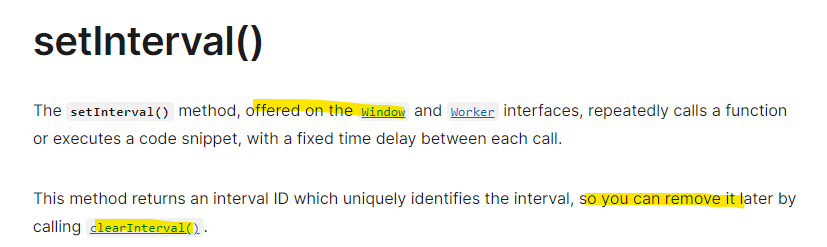 setInterval()
The setInterval() method, offered on the Window and Worker interfaces, repeatedly calls a function
or executes a code snippet, with a fixed time delay between each call.
This method returns an interval ID which uniquely identifies the interval, so you can remove it later by
calling clearInterval().